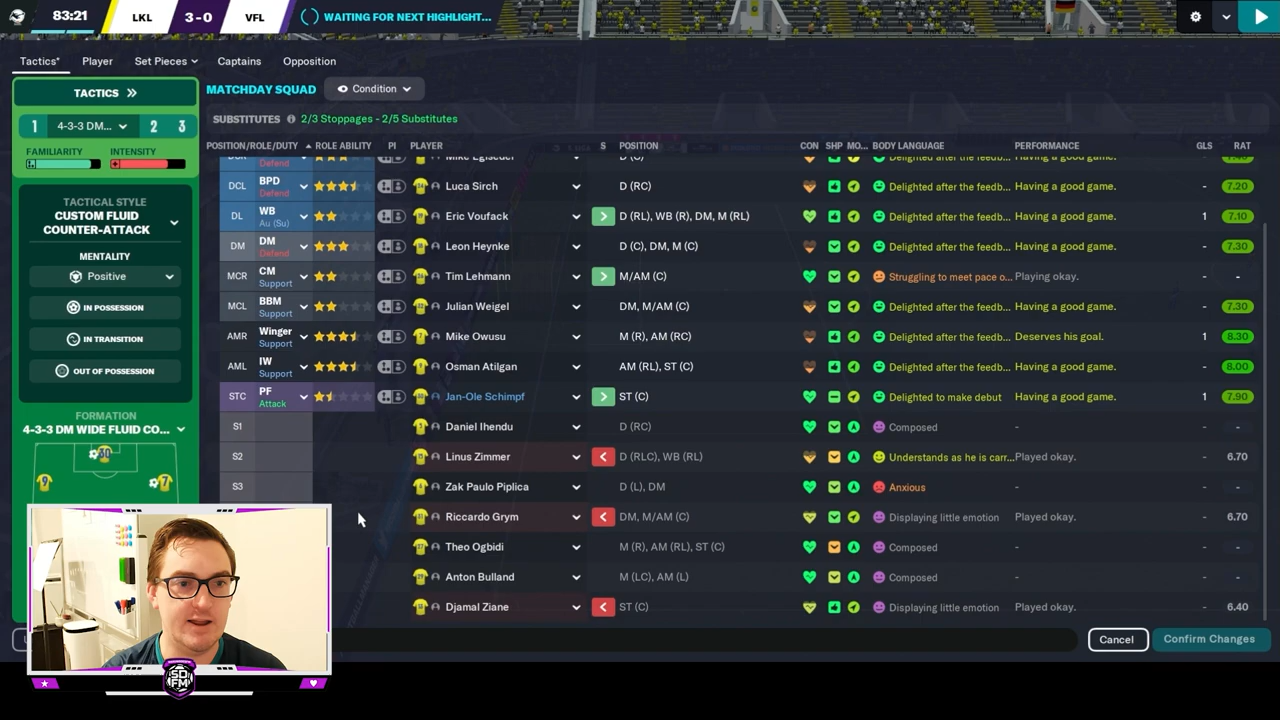 83:21 LKL 3 - 0 VFL WAITING FOR NEXT HIGHLIGHT...
Tactics* Player Set Pieces Captains Opposition
TACTICS
1 4-3-3 DM... 2 3
FAMILIARITY INTENSITY
TACTICAL STYLE
CUSTOM FLUID
COUNTER-ATTACK
MENTALITY
Positive
IN POSSESSION
IN TRANSITION
OUT OF POSSESSION
FORMATION
4-3-3 DM WIDE FLUID CO...
30
9 7
MATCHDAY SQUAD Condition
SUBSTITUTES 2/3 Stoppages - 2/5 Substitutes
POSITION/ROLE/DUTY ROLE ABILITY PI PLAYER S POSITION CON SHP MO... BODY LANGUAGE PERFORMANCE GLS RAT
Defend D (C) Delighted after the feedb... Having a good game. -
DCL BPD Defend Luca Sirch D (RC) Delighted after the feedb... Having a good game. - 7.20
DL WB Au (Su) Eric Voufack D (RL), WB (R), DM, M (RL) Delighted after the feedb... Having a good game. 1 7.10
DM DM Defend Leon Heynke D (C), DM, M (C) Delighted after the feedb... Having a good game. - 7.30
MCR CM Support Tim Lehmann M/AM (C) Struggling to meet pace o... Playing okay. - -
MCL BBM Support Julian Weigel DM, M/AM (C) Delighted after the feedb... Having a good game. - 7.30
AMR Winger Support Mike Owusu M (R), AM (RC) Delighted after the feedb... Deserves his goal. 1 8.30
AML IW Support Osman Atilgan AM (RL), ST (C) Delighted after the feedb... Having a good game. - 8.00
STC PF Attack Jan-Ole Schimpf ST (C) Delighted to make debut Having a good game. 1 7.90
S1 Daniel Ihendu D (RC) Composed - - -
S2 Linus Zimmer D (RLC), WB (RL) Understands as he is carr... Played okay. - 6.70
S3 Zak Paulo Piplica D (L), DM Anxious - - -
Riccardo Grym DM, M/AM (C) Displaying little emotion Played okay. - 6.70
Theo Ogbidi M (R), AM (RL), ST (C) Composed - - -
Anton Bulland M (LC), AM (L) Composed - - -
Djamal Ziane ST (C) Displaying little emotion Played okay. - 6.40
Cancel Confirm Changes
SDFM